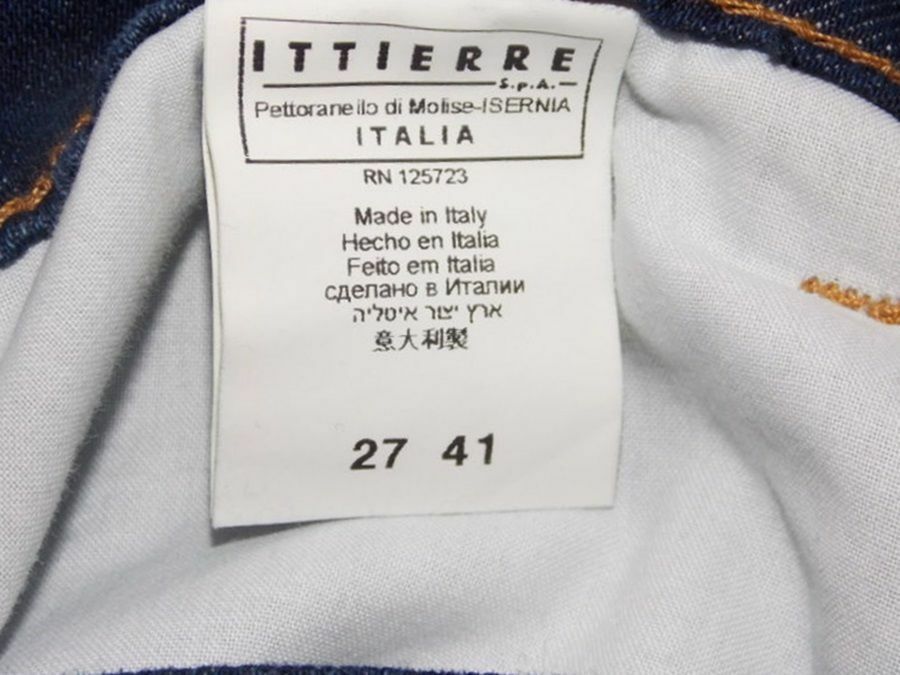 ITTIERRE
S.p.A.
Pettoranello di Molise-ISERNIA
ITALIA
RN 125723
Made in Italy
Hecho en Italia
Feito em Italia
сделано в Италии
ארץ יצור איטליה
意大利製
27 41